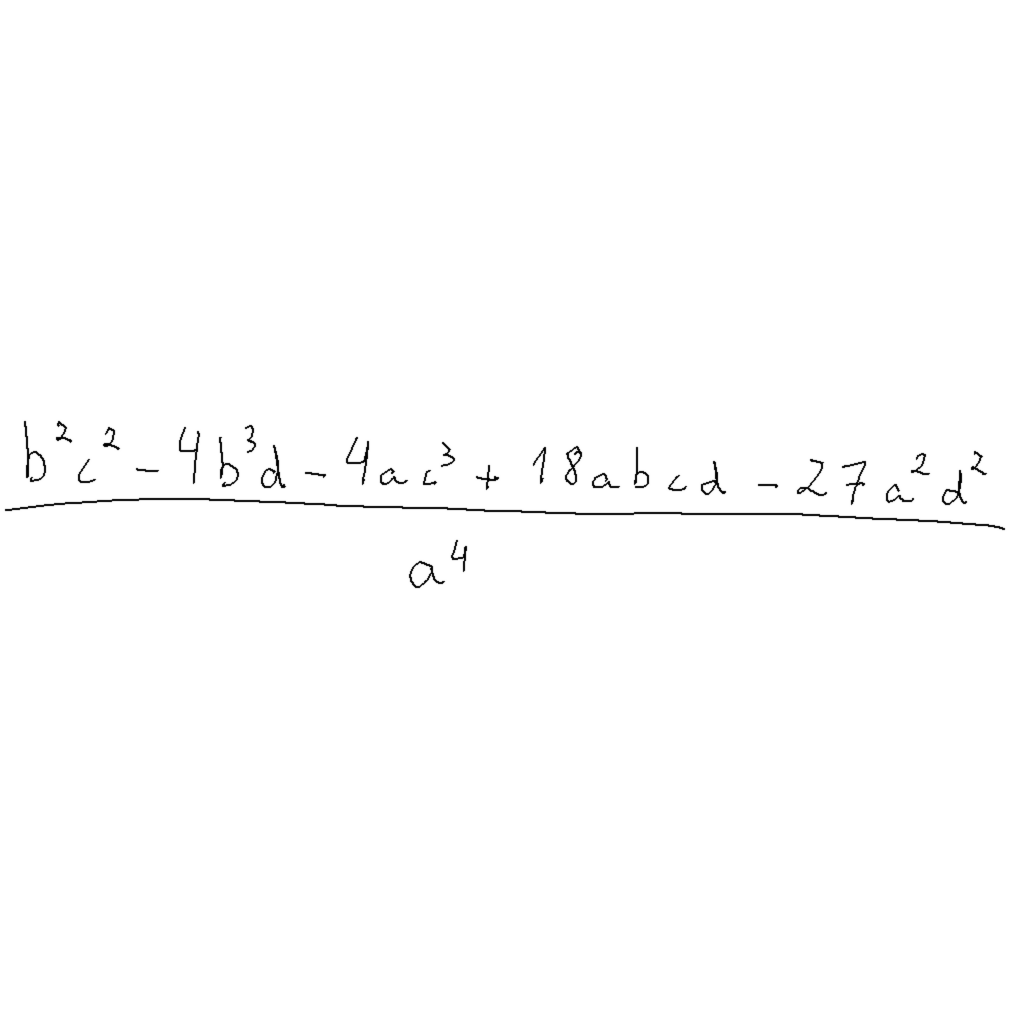 b²c² - 4b³d - 4ac³ + 18abcd - 27a²d²
a⁴